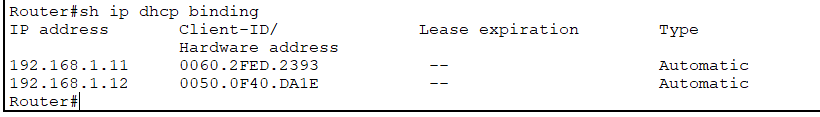 Router#sh ip dhcp binding
IP address Client-ID/ Lease expiration Type
Hardware address
192.168.1.11 0060.2FED.2393 -- Automatic
192.168.1.12 0050.0F40.DA1E -- Automatic
Router#